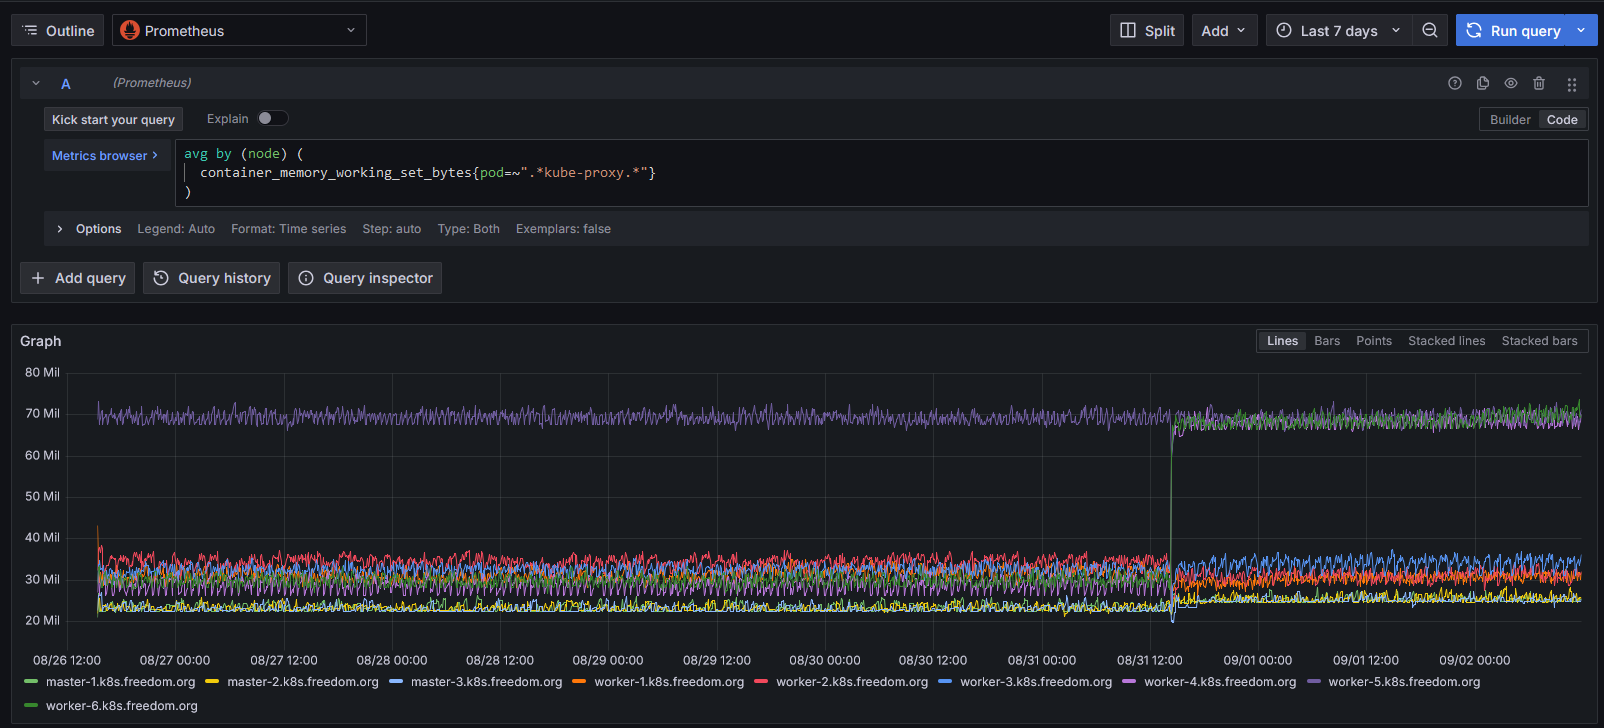 Outline
Prometheus
Split
Add
Last 7 days
Run query
A
(Prometheus)
Kick start your query
Explain
Builder
Code
Metrics browser >
avg by (node) (
container_memory_working_set_bytes{pod=~".*kube-proxy.*"}
)
Options Legend: Auto Format: Time series Step: auto Type: Both Exemplars: false
+ Add query
Query history
Query inspector
Graph
Lines Bars Points Stacked lines Stacked bars
80 Mil
70 Mil
60 Mil
50 Mil
40 Mil
30 Mil
20 Mil
08/26 12:00 08/27 00:00 08/27 12:00 08/28 00:00 08/28 12:00 08/29 00:00 08/29 12:00 08/30 00:00 08/30 12:00 08/31 00:00 08/31 12:00 09/01 00:00 09/01 12:00 09/02 00:00
master-1.k8s.freedom.org master-2.k8s.freedom.org master-3.k8s.freedom.org worker-1.k8s.freedom.org worker-2.k8s.freedom.org worker-3.k8s.freedom.org worker-4.k8s.freedom.org worker-5.k8s.freedom.org
worker-6.k8s.freedom.org